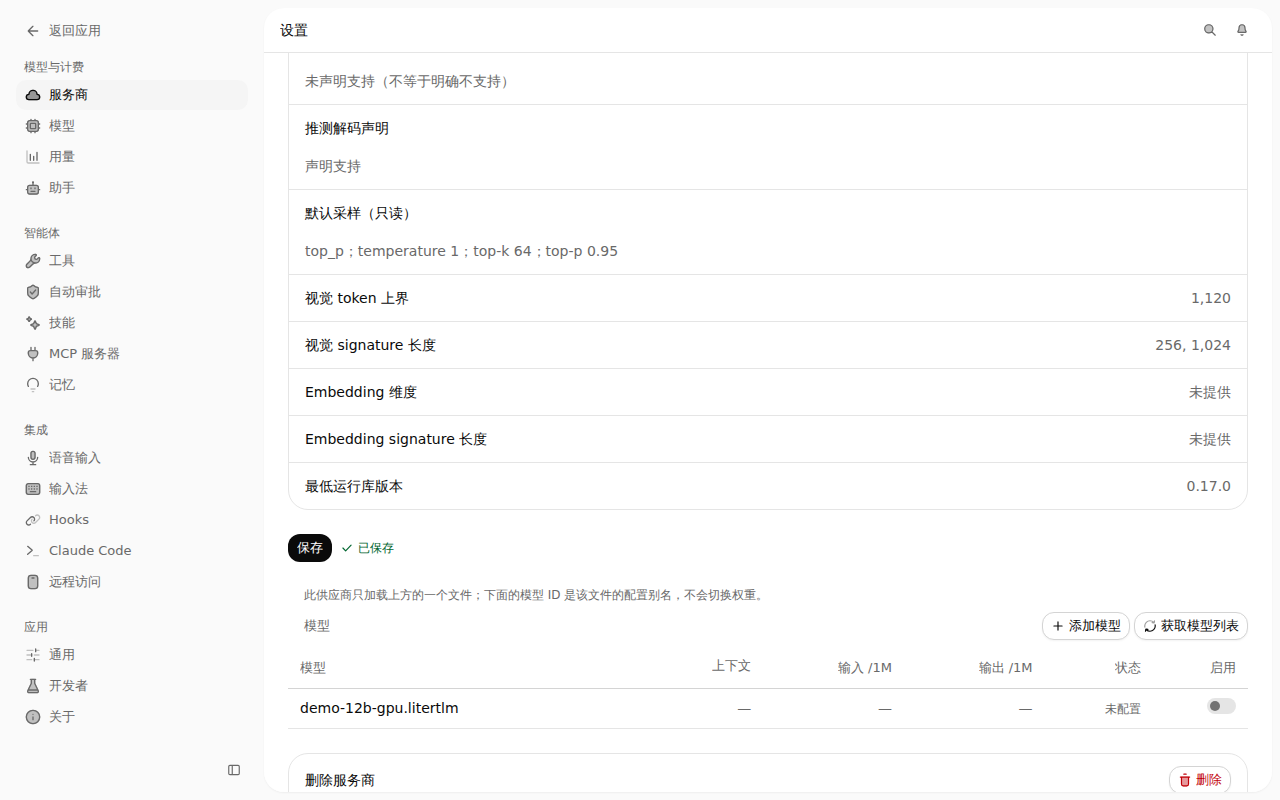 返回应用
模型与计费
服务商
模型
用量
助手
智能体
工具
自动审批
技能
MCP 服务器
记忆
集成
语音输入
输入法
Hooks
Claude Code
远程访问
应用
通用
开发者
关于
设置
未声明支持（不等于明确不支持）
推测解码声明
声明支持
默认采样（只读）
top_p；temperature 1；top-k 64；top-p 0.95
视觉 token 上界 1,120
视觉 signature 长度 256, 1,024
Embedding 维度 未提供
Embedding signature 长度 未提供
最低运行库版本 0.17.0
保存 已保存
此供应商只加载上方的一个文件；下面的模型 ID 是该文件的配置别名，不会切换权重。
模型 添加模型 获取模型列表
模型 上下文 输入 /1M 输出 /1M 状态 启用
demo-12b-gpu.litertlm — — — 未配置
删除服务商 删除